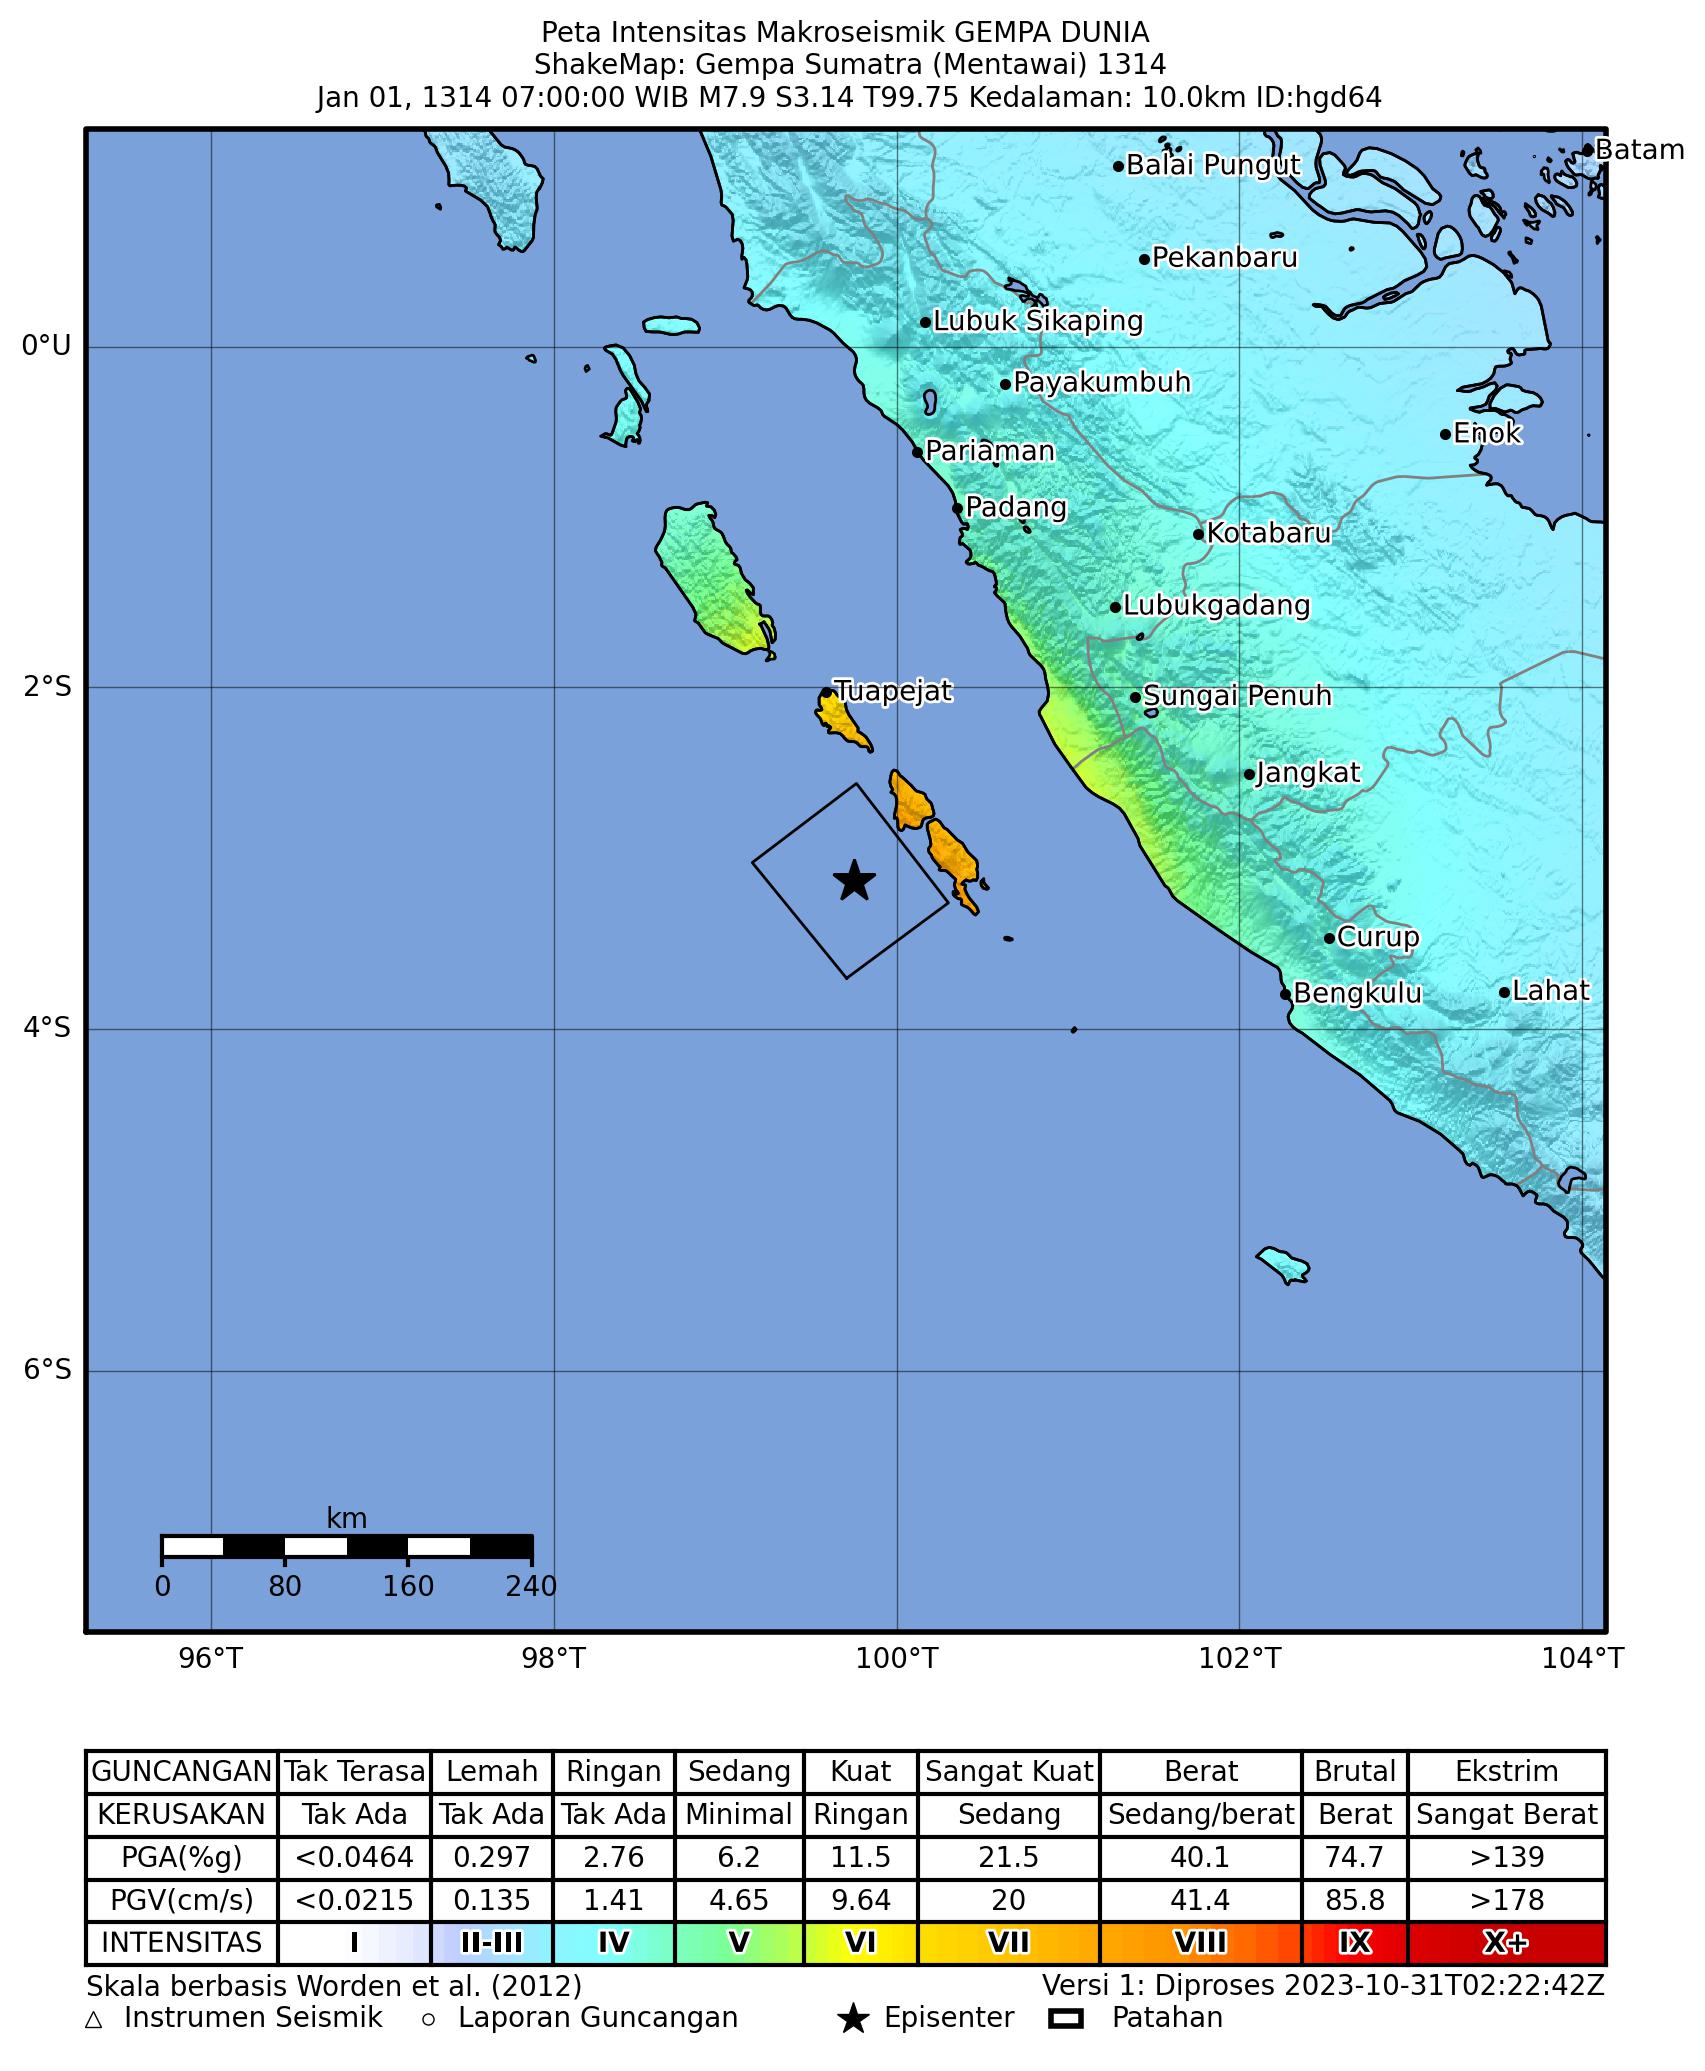 Peta Intensitas Makroseismik GEMPA DUNIA
ShakeMap: Gempa Sumatra (Mentawai) 1314
Jan 01, 1314 07:00:00 WIB M7.9 S3.14 T99.75 Kedalaman: 10.0km ID:hgd64
Batam
Balai Pungut
Pekanbaru
Lubuk Sikaping
0°U
Payakumbuh
Enok
Pariaman
Padang
Kotabaru
Lubukgadang
2°S
Tuapejat
Sungai Penuh
Jangkat
Curup
Bengkulu
Lahat
4°S
6°S
km
0 80 160 240
96°T 98°T 100°T 102°T 104°T
GUNCANGAN Tak Terasa Lemah Ringan Sedang Kuat Sangat Kuat Berat Brutal Ekstrim
KERUSAKAN Tak Ada Tak Ada Tak Ada Minimal Ringan Sedang Sedang/berat Berat Sangat Berat
PGA(%g) <0.0464 0.297 2.76 6.2 11.5 21.5 40.1 74.7 >139
PGV(cm/s) <0.0215 0.135 1.41 4.65 9.64 20 41.4 85.8 >178
INTENSITAS I II-III IV V VI VII VIII IX X+
Skala berbasis Worden et al. (2012) Versi 1: Diproses 2023-10-31T02:22:42Z
Instrumen Seismik Laporan Guncangan Episenter Patahan